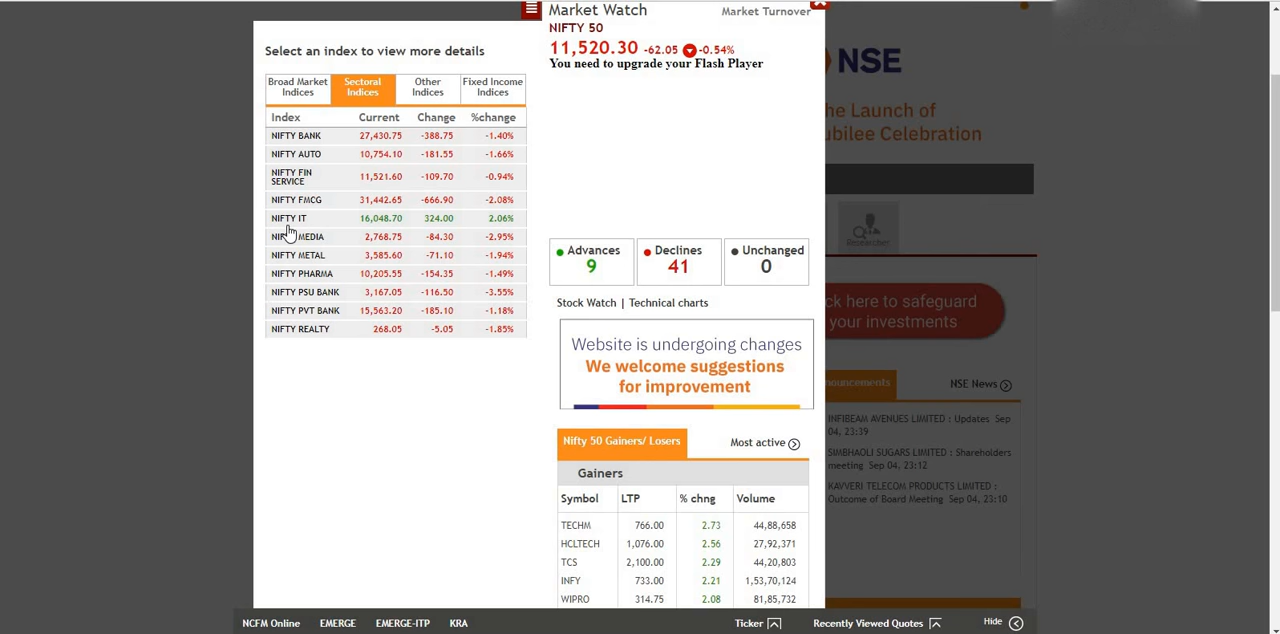 Market Watch
Market Turnover
NIFTY 50
11,520.30 -62.05 -0.54%
You need to upgrade your Flash Player
Select an index to view more details
Broad Market Indices
Sectoral Indices
Other Indices
Fixed Income Indices
Index Current Change %change
NIFTY BANK 27,430.75 -388.75 -1.40%
NIFTY AUTO 10,754.10 -181.55 -1.66%
NIFTY FIN SERVICE 11,521.60 -109.70 -0.94%
NIFTY FMCG 31,442.65 -666.90 -2.08%
NIFTY IT 16,048.70 324.00 2.06%
NIFTY MEDIA 2,768.75 -84.30 -2.95%
NIFTY METAL 3,585.60 -71.10 -1.94%
NIFTY PHARMA 10,205.55 -154.35 -1.49%
NIFTY PSU BANK 3,167.05 -116.50 -3.55%
NIFTY PVT BANK 15,563.20 -185.10 -1.18%
NIFTY REALTY 268.05 -5.05 -1.85%
Advances 9
Declines 41
Unchanged 0
Stock Watch | Technical charts
Website is undergoing changes
We welcome suggestions
for improvement
Nifty 50 Gainers/ Losers
Most active
Gainers
Symbol LTP % chng Volume
TECHM 766.00 2.73 44,88,658
HCLTECH 1,076.00 2.56 27,92,371
TCS 2,100.00 2.29 44,20,803
INFY 733.00 2.21 1,53,70,124
WIPRO 314.75 2.08 81,85,732
NSE
he Launch of
ubilee Celebration
Researcher
ck here to safeguard
your investments
nouncements
NSE News
INFIBEAM AVENUES LIMITED : Updates Sep
04, 23:39
SIMBHAOLI SUGARS LIMITED : Shareholders
meeting Sep 04, 23:12
KAVVERI TELECOM PRODUCTS LIMITED :
Outcome of Board Meeting Sep 04, 23:10
NCFM Online EMERGE EMERGE-ITP KRA Ticker Recently Viewed Quotes Hide